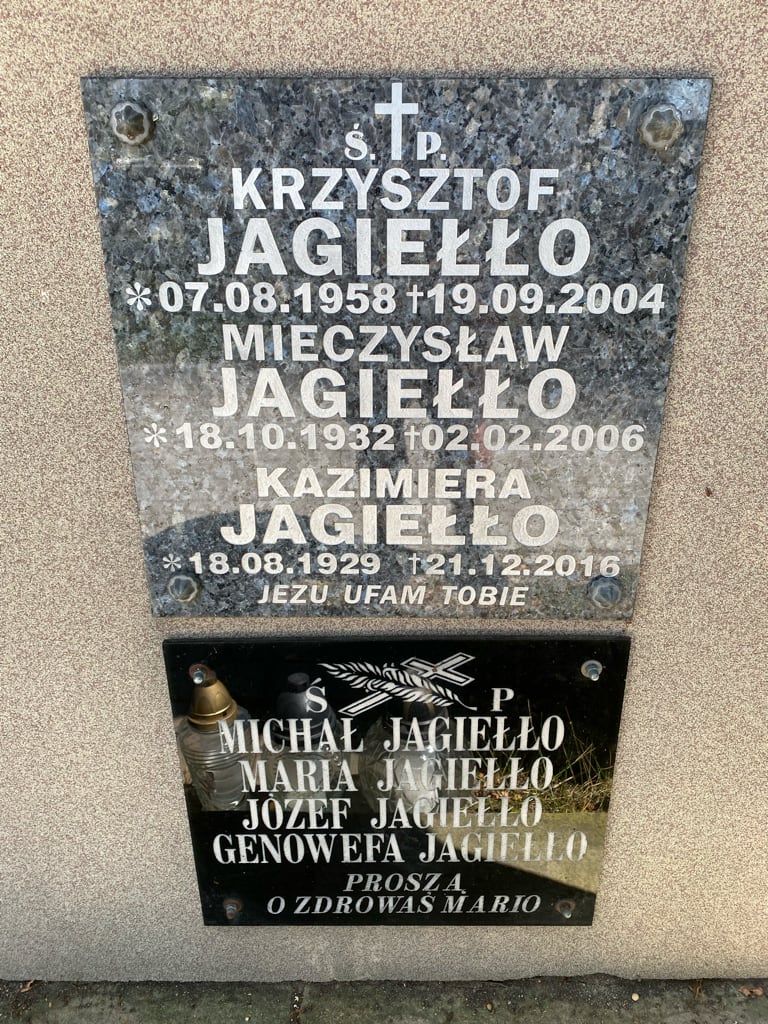 Ś. P.
KRZYSZTOF
JAGIEŁŁO
*07.08.1958 †19.09.2004
MIECZYSŁAW
JAGIEŁŁO
*18.10.1932 †02.02.2006
KAZIMIERA
JAGIEŁŁO
*18.08.1929 †21.12.2016
JEZU UFAM TOBIE
Ś P
MICHAŁ JAGIEŁŁO
MARIA JAGIEŁŁO
JÓZEF JAGIEŁŁO
GENOWEFA JAGIEŁŁO
PROSZĄ
O ZDROWAŚ MARIO